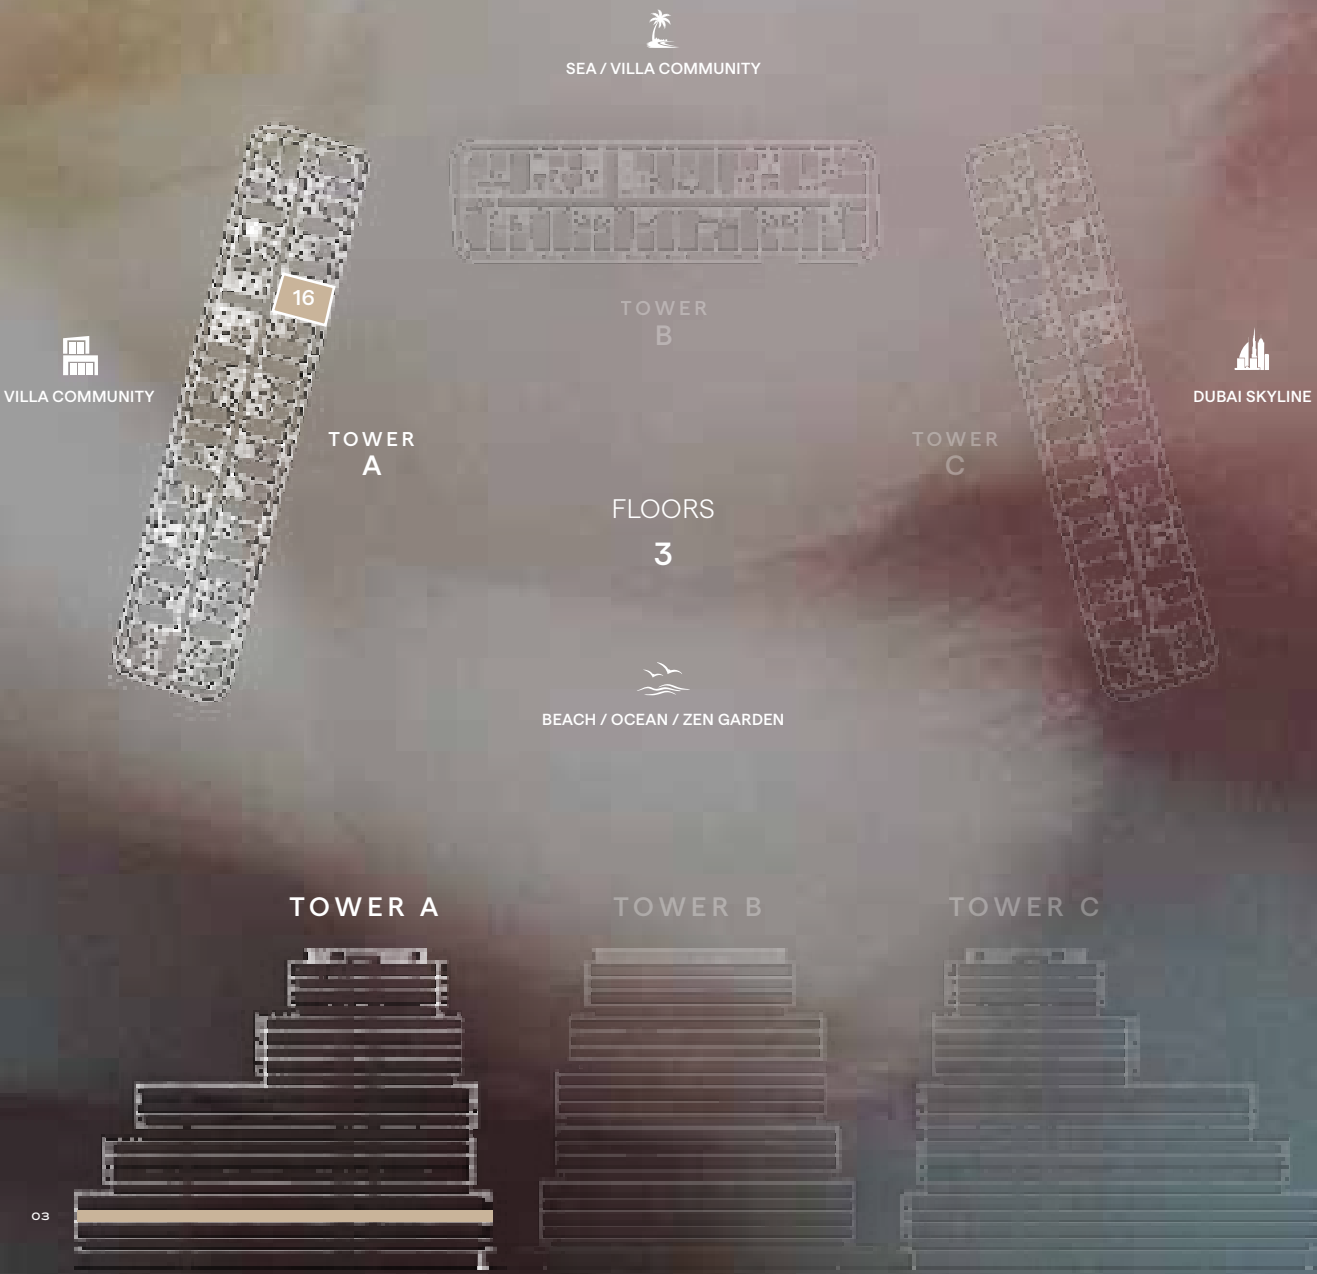 SEA / VILLA COMMUNITY
16
TOWER
B
VILLA COMMUNITY
DUBAI SKYLINE
TOWER
A
TOWER
C
FLOORS
3
BEACH / OCEAN / ZEN GARDEN
TOWER A
TOWER B
TOWER C
03